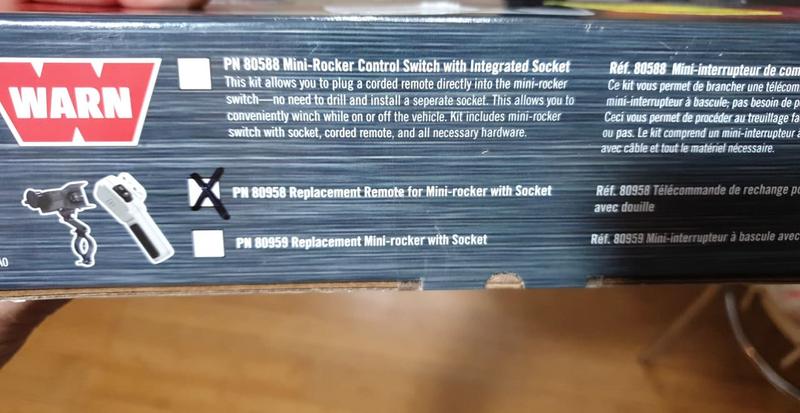 WARN
PN 80588 Mini-Rocker Control Switch with Integrated Socket
This kit allows you to plug a corded remote directly into the mini-rocker
switch—no need to drill and install a seperate socket. This allows you to
conveniently winch while on or off the vehicle. Kit includes mini-rocker
switch with socket, corded remote, and all necessary hardware.
PN 80958 Replacement Remote for Mini-rocker with Socket
PN 80959 Replacement Mini-rocker with Socket
A0
Réf. 80588 Mini-interrupteur de com
Ce kit vous permet de brancher une télécom
mini-interrupteur à bascule; pas besoin de p
Ceci vous permet de procéder au treuillage fa
ou pas. Le kit comprend un mini-interrupteur à
avec câble et tout le matériel nécessaire.
Réf. 80958 Télécommande de rechange po
avec douille
Réf. 80959 Mini-interrupteur à bascule avec